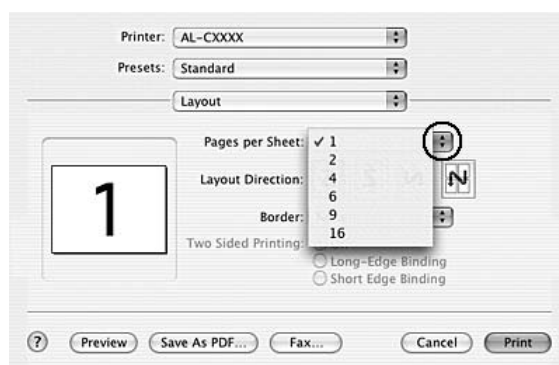 Printer: AL-CXXXX
Presets: Standard
Layout
Pages per Sheet: ✓ 1
2
Layout Direction: 4
6
Border: 9
16
Two Sided Printing:
Long-Edge Binding
Short Edge Binding
1
? Preview Save As PDF... Fax... Cancel Print